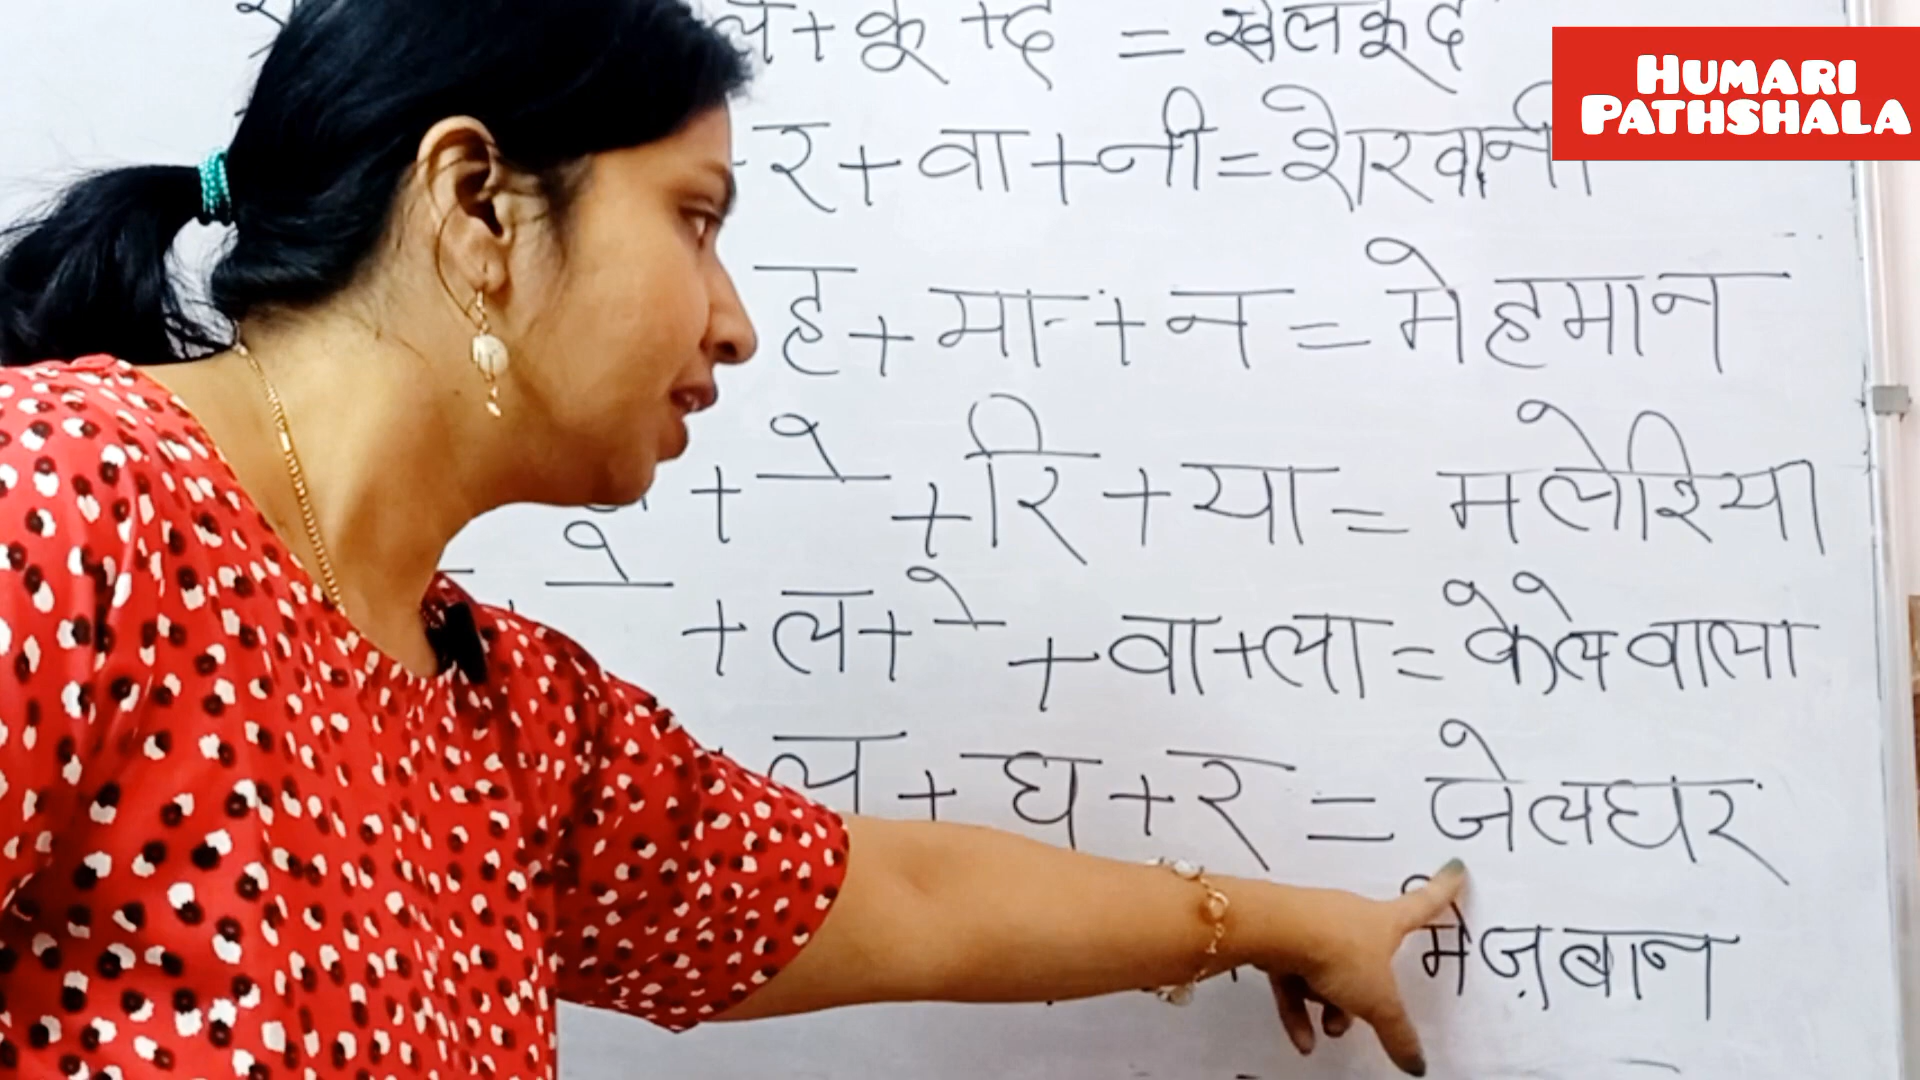 ल+कू+द = खेलकूद
HUMARI
PATHSHALA
र+वा+नी=शेरवानी
ह+मा+न=मेहमान
+ े +रि+या=मलेरिया
े +ल+ े +वा+ला=केलेवाला
ल+घ+र = जेलघर
मेज़बान